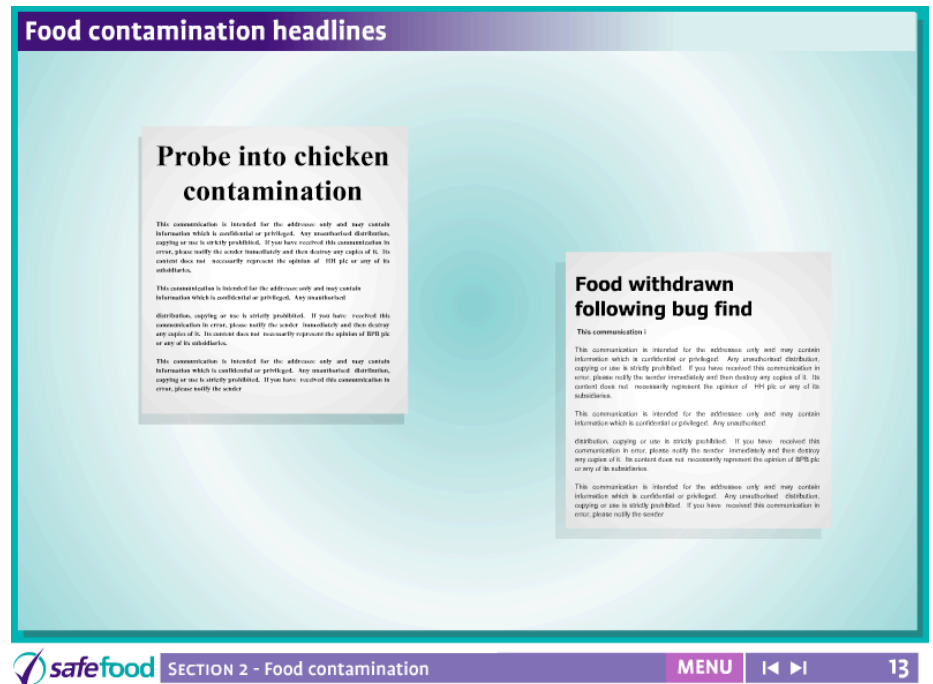 Food contamination headlines
Probe into chicken
contamination
This communication is intended for the addressee only and may contain
information which is confidential or privileged. Any unauthorised distribution,
copying or use is strictly prohibited. If you have received this communication in
error, please notify the sender immediately and then destroy any copies of it. Its
content does not necessarily represent the opinion of HH plc or any of its
subsidiaries.
This communication is intended for the addressee only and may contain
information which is confidential or privileged. Any unauthorised
distribution, copying or use is strictly prohibited. If you have received this
communication in error, please notify the sender immediately and then destroy
any copies of it. Its content does not necessarily represent the opinion of BPB plc
or any of its subsidiaries.
This communication is intended for the addressee only and may contain
information which is confidential or privileged. Any unauthorised distribution,
copying or use is strictly prohibited. If you have received this communication in
error, please notify the sender
Food withdrawn
following bug find
This communication i
This communication is intended for the addressee only and may contain
information which is confidential or privileged. Any unauthorised distribution,
copying or use is strictly prohibited. If you have received this communication in
error, please notify the sender immediately and then destroy any copies of it. Its
content does not necessarily represent the opinion of HH plc or any of its
subsidiaries.
This communication is intended for the addressee only and may contain
information which is confidential or privileged. Any unauthorised
distribution, copying or use is strictly prohibited. If you have received this
communication in error, please notify the sender immediately and then destroy
any copies of it. Its content does not necessarily represent the opinion of BPB plc
or any of its subsidiaries.
This communication is intended for the addressee only and may contain
information which is confidential or privileged. Any unauthorised distribution,
copying or use is strictly prohibited. If you have received this communication in
error, please notify the sender
safefood SECTION 2 - Food contamination MENU 13